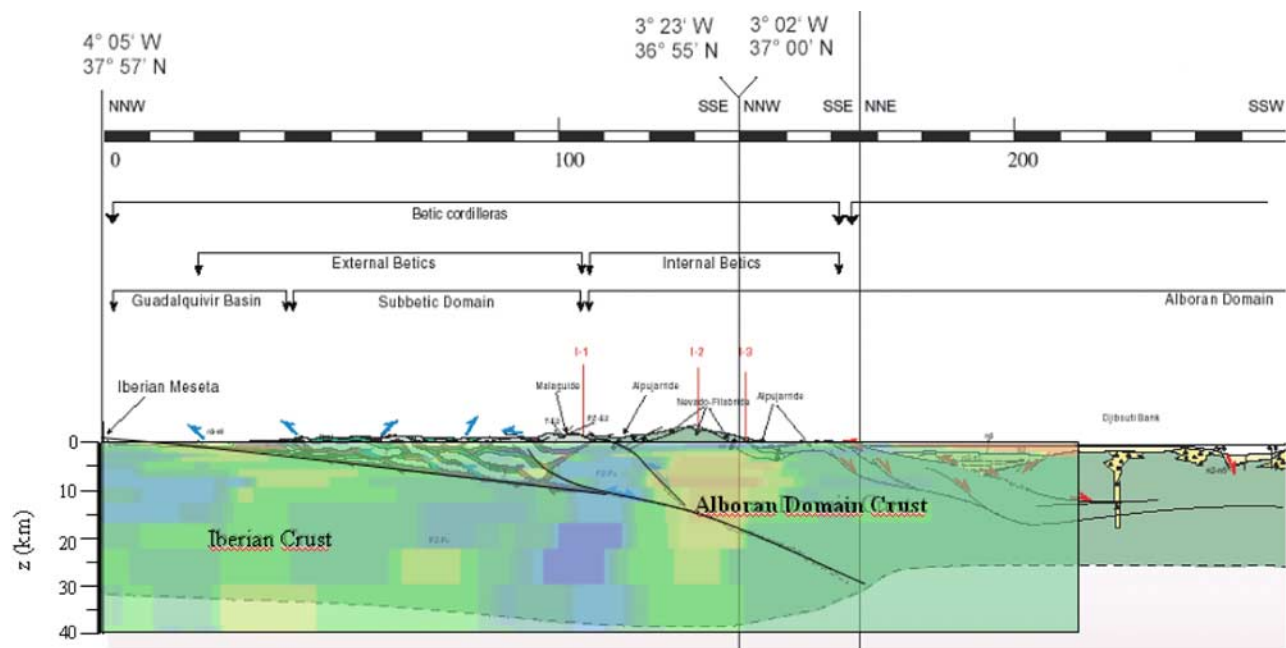 4° 05' W
37° 57' N
3° 23' W
36° 55' N
3° 02' W
37° 00' N
NNW
SSE
NNW
SSE
NNE
SSW
0
100
200
Betic cordilleras
External Betics
Internal Betics
Guadalquivir Basin
Subbetic Domain
Alboran Domain
I-1
I-2
I-3
Iberian Meseta
Malaguide
Alpujarride
Nevado-Filabride
Alpujarride
Djibouti Bank
0
10
20
30
40
z (km)
Iberian Crust
Alboran Domain Crust